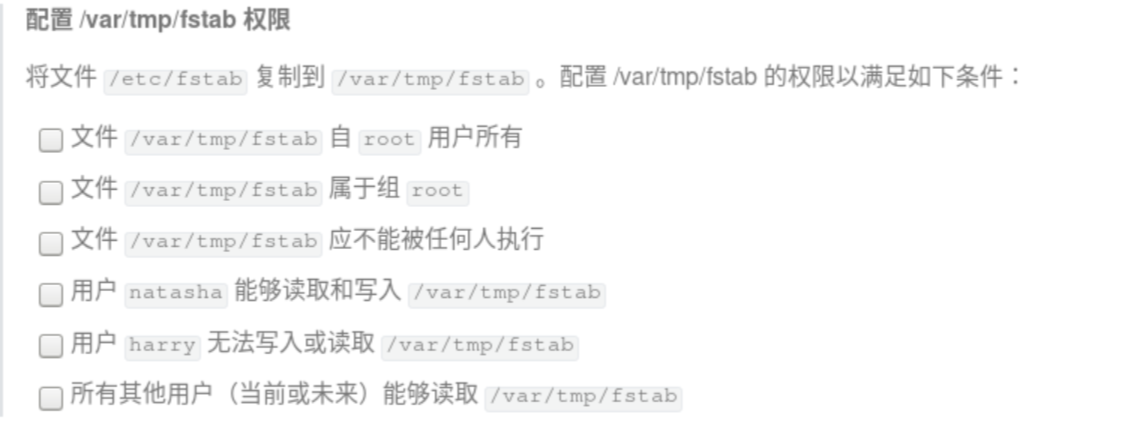 配置 /var/tmp/fstab 权限
将文件 /etc/fstab 复制到 /var/tmp/fstab 。配置 /var/tmp/fstab 的权限以满足如下条件：
文件 /var/tmp/fstab 自 root 用户所有
文件 /var/tmp/fstab 属于组 root
文件 /var/tmp/fstab 应不能被任何人执行
用户 natasha 能够读取和写入 /var/tmp/fstab
用户 harry 无法写入或读取 /var/tmp/fstab
所有其他用户（当前或未来）能够读取 /var/tmp/fstab